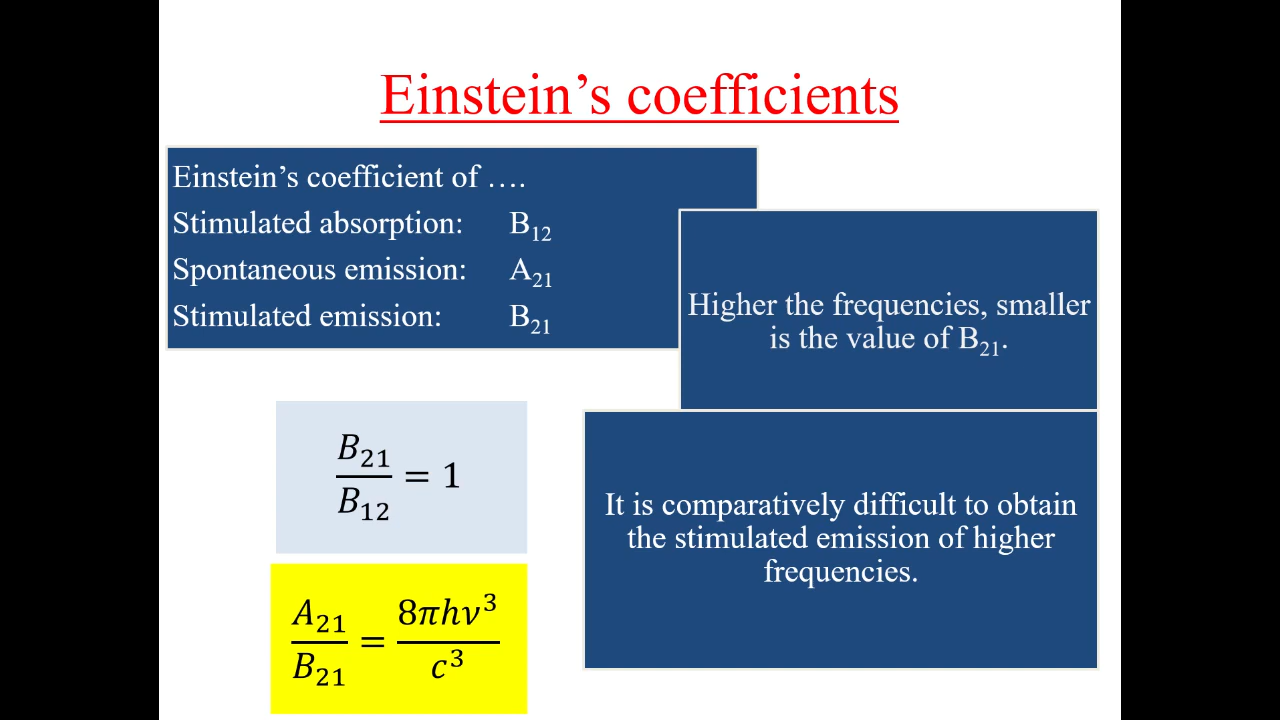 Einstein’s coefficients
Einstein’s coefficient of ….
Stimulated absorption: B₁₂
Spontaneous emission: A₂₁
Stimulated emission: B₂₁
Higher the frequencies, smaller
is the value of B₂₁.
B₂₁/B₁₂ = 1
It is comparatively difficult to obtain
the stimulated emission of higher
frequencies.
A₂₁/B₂₁ = 8πhν³/c³